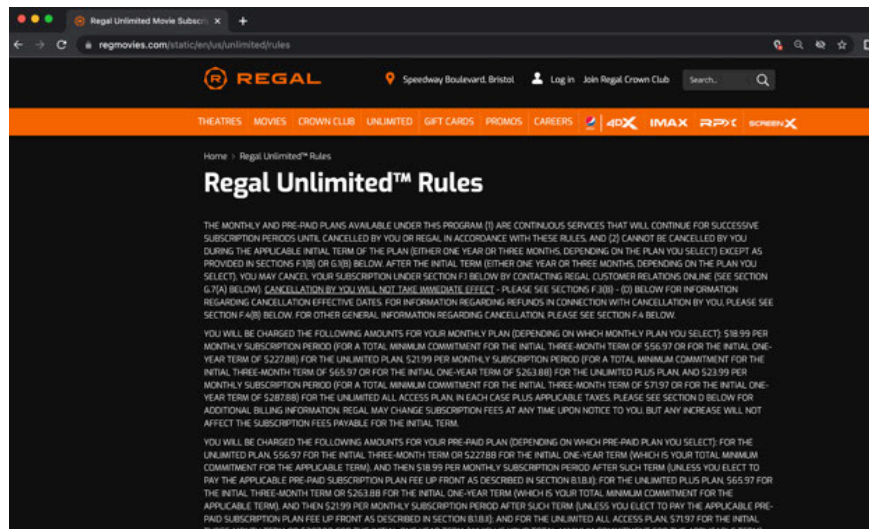 Regal Unlimited Movie Subscri
regmovies.com/static/en/us/unlimited/rules
REGAL
Speedway Boulevard, Bristol
Log in
Join Regal Crown Club
Search...
THEATRES MOVIES CROWN CLUB UNLIMITED GIFT CARDS PROMOS CAREERS 4DX IMAX RPX SCREENX
Home > Regal Unlimited™ Rules
Regal Unlimited™ Rules
THE MONTHLY AND PRE-PAID PLANS AVAILABLE UNDER THIS PROGRAM (1) ARE CONTINUOUS SERVICES THAT WILL CONTINUE FOR SUCCESSIVE
SUBSCRIPTION PERIODS UNTIL CANCELLED BY YOU OR REGAL IN ACCORDANCE WITH THESE RULES, AND (2) CANNOT BE CANCELLED BY YOU
DURING THE APPLICABLE INITIAL TERM OF THE PLAN (EITHER ONE YEAR OR THREE MONTHS, DEPENDING ON THE PLAN YOU SELECT) EXCEPT AS
PROVIDED IN SECTIONS F.1(B) OR G.1(B) BELOW. AFTER THE INITIAL TERM (EITHER ONE YEAR OR THREE MONTHS, DEPENDING ON THE PLAN YOU
SELECT), YOU MAY CANCEL YOUR SUBSCRIPTION UNDER SECTION F.1 BELOW BY CONTACTING REGAL CUSTOMER RELATIONS ONLINE (SEE SECTION
G.7(A) BELOW). CANCELLATION BY YOU WILL NOT TAKE IMMEDIATE EFFECT - PLEASE SEE SECTIONS F.3(B) - (D) BELOW FOR INFORMATION
REGARDING CANCELLATION EFFECTIVE DATES. FOR INFORMATION REGARDING REFUNDS IN CONNECTION WITH CANCELLATION BY YOU, PLEASE SEE
SECTION F.4(B) BELOW. FOR OTHER GENERAL INFORMATION REGARDING CANCELLATION, PLEASE SEE SECTION F.4 BELOW.
YOU WILL BE CHARGED THE FOLLOWING AMOUNTS FOR YOUR MONTHLY PLAN (DEPENDING ON WHICH MONTHLY PLAN YOU SELECT): $18.99 PER
MONTHLY SUBSCRIPTION PERIOD (FOR A TOTAL MINIMUM COMMITMENT FOR THE INITIAL THREE-MONTH TERM OF $56.97 OR FOR THE INITIAL ONE-
YEAR TERM OF $227.88) FOR THE UNLIMITED PLAN, $21.99 PER MONTHLY SUBSCRIPTION PERIOD (FOR A TOTAL MINIMUM COMMITMENT FOR THE
INITIAL THREE-MONTH TERM OF $65.97 OR FOR THE INITIAL ONE-YEAR TERM OF $263.88) FOR THE UNLIMITED PLUS PLAN, AND $23.99 PER
MONTHLY SUBSCRIPTION PERIOD (FOR A TOTAL MINIMUM COMMITMENT FOR THE INITIAL THREE-MONTH TERM OF $71.97 OR FOR THE INITIAL ONE-
YEAR TERM OF $287.88) FOR THE UNLIMITED ALL ACCESS PLAN, IN EACH CASE PLUS APPLICABLE TAXES. PLEASE SEE SECTION D BELOW FOR
ADDITIONAL BILLING INFORMATION. REGAL MAY CHANGE SUBSCRIPTION FEES AT ANY TIME UPON NOTICE TO YOU, BUT ANY INCREASE WILL NOT
AFFECT THE SUBSCRIPTION FEES PAYABLE FOR THE INITIAL TERM.
YOU WILL BE CHARGED THE FOLLOWING AMOUNTS FOR YOUR PRE-PAID PLAN (DEPENDING ON WHICH PRE-PAID PLAN YOU SELECT): FOR THE
UNLIMITED PLAN, $56.97 FOR THE INITIAL THREE-MONTH TERM OR $227.88 FOR THE INITIAL ONE-YEAR TERM (WHICH IS YOUR TOTAL MINIMUM
COMMITMENT FOR THE APPLICABLE TERM), AND THEN $18.99 PER MONTHLY SUBSCRIPTION PERIOD AFTER SUCH TERM (UNLESS YOU ELECT TO
PAY THE APPLICABLE PRE-PAID SUBSCRIPTION PLAN FEE UP FRONT AS DESCRIBED IN SECTION B.1.B.I); FOR THE UNLIMITED PLUS PLAN, $65.97 FOR
THE INITIAL THREE-MONTH TERM OR $263.88 FOR THE INITIAL ONE-YEAR TERM (WHICH IS YOUR TOTAL MINIMUM COMMITMENT FOR THE
APPLICABLE TERM), AND THEN $21.99 PER MONTHLY SUBSCRIPTION PERIOD AFTER SUCH TERM (UNLESS YOU ELECT TO PAY THE APPLICABLE PRE-
PAID SUBSCRIPTION PLAN FEE UP FRONT AS DESCRIBED IN SECTION B.1.B.I); AND FOR THE UNLIMITED ALL ACCESS PLAN, $71.97 FOR THE INITIAL